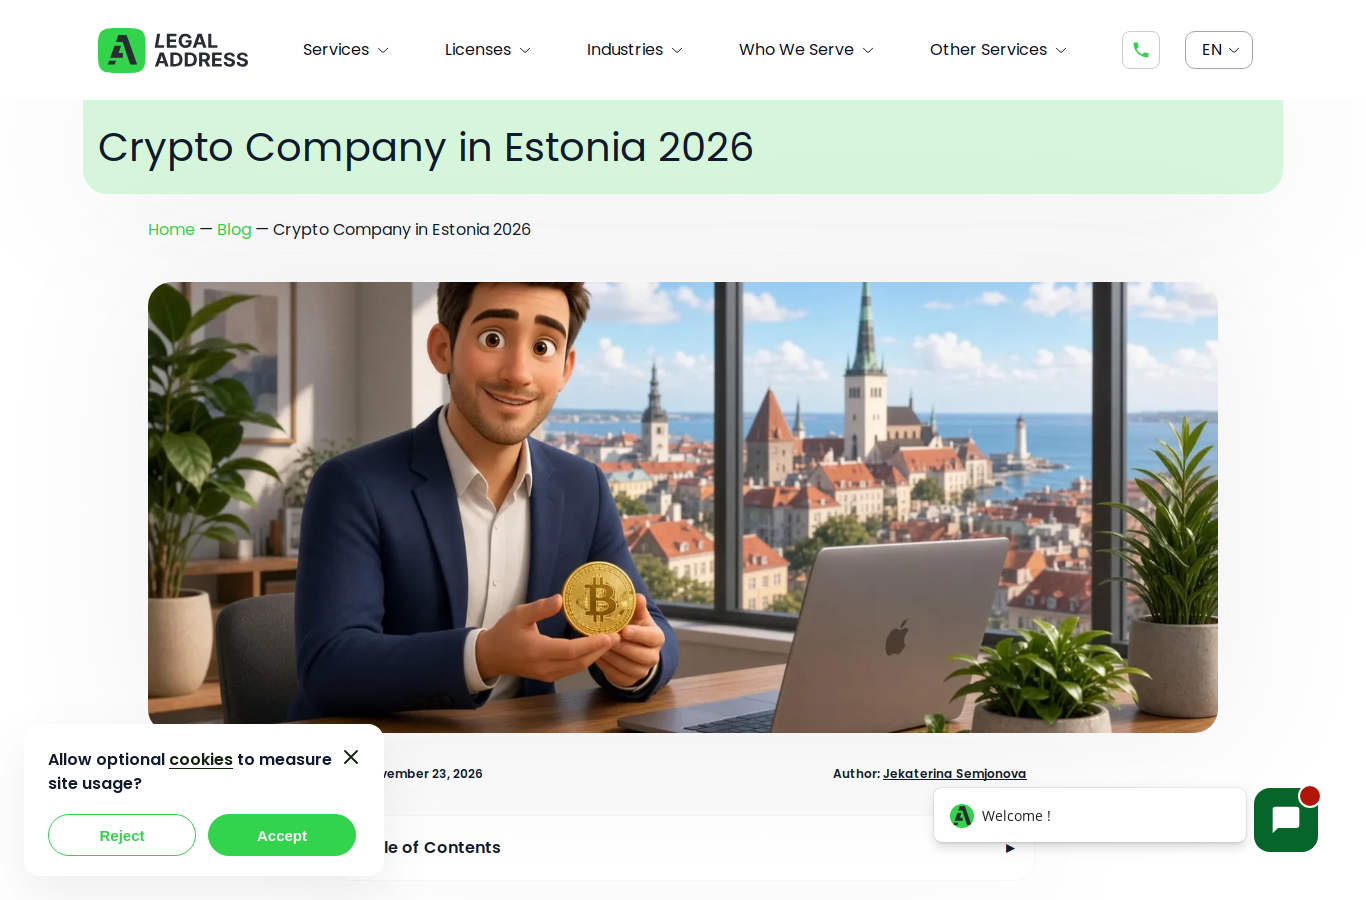 LEGAL
ADDRESS
Services
Licenses
Industries
Who We Serve
Other Services
EN
Crypto Company in Estonia 2026
Home — Blog — Crypto Company in Estonia 2026
23, 2026
Author: Jekaterina Semjonova
Allow optional cookies to measure
site usage?
Reject
Accept
of Contents
Welcome !